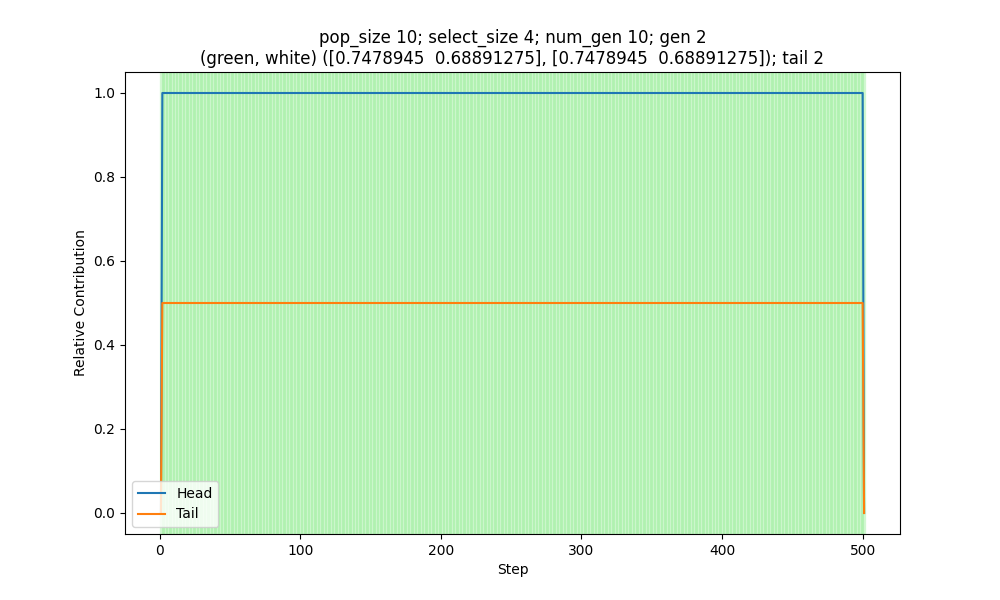 pop_size 10; select_size 4; num_gen 10; gen 2
(green, white) ([0.7478945  0.68891275], [0.7478945  0.68891275]); tail 2
1.0
0.8
0.6
0.4
0.2
0.0
Relative Contribution
Head
Tail
0 100 200 300 400 500
Step